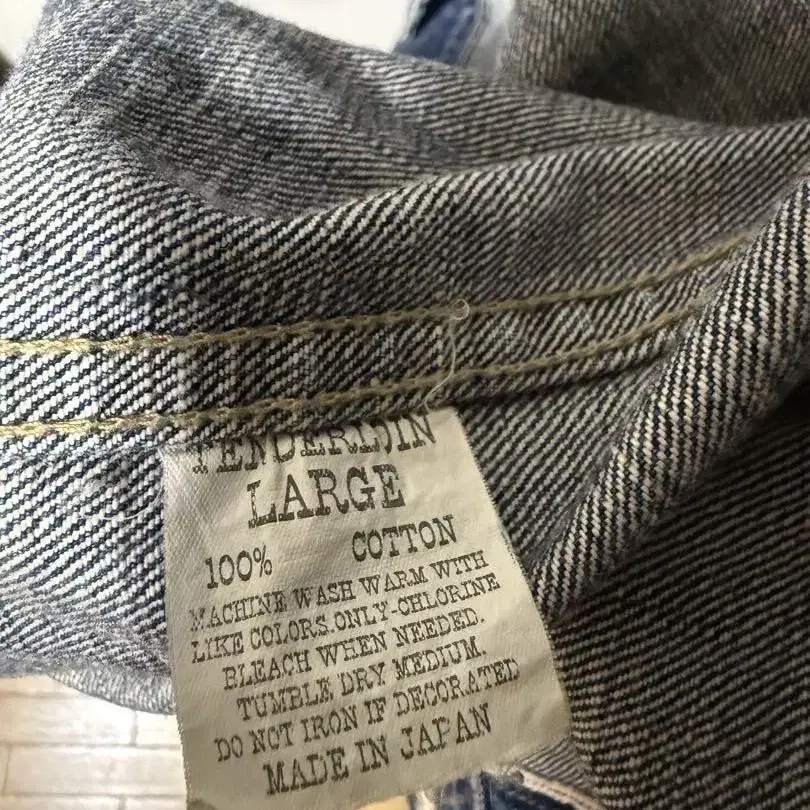 TENDERLOIN
LARGE
100% COTTON
MACHINE WASH WARM WITH
LIKE COLORS.ONLY-CHLORINE
BLEACH WHEN NEEDED.
TUMBLE DRY MEDIUM.
DO NOT IRON IF DECORATED
MADE IN JAPAN